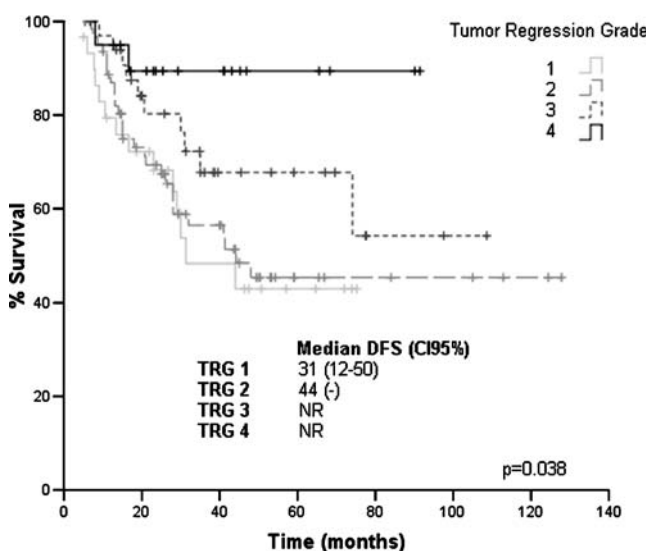 Tumor Regression Grade
1
2
3
4
% Survival
100
80
60
40
20
0
Median DFS (CI95%)
TRG 1 31 (12-50)
TRG 2 44 (-)
TRG 3 NR
TRG 4 NR
p=0.038
0 20 40 60 80 100 120 140
Time (months)